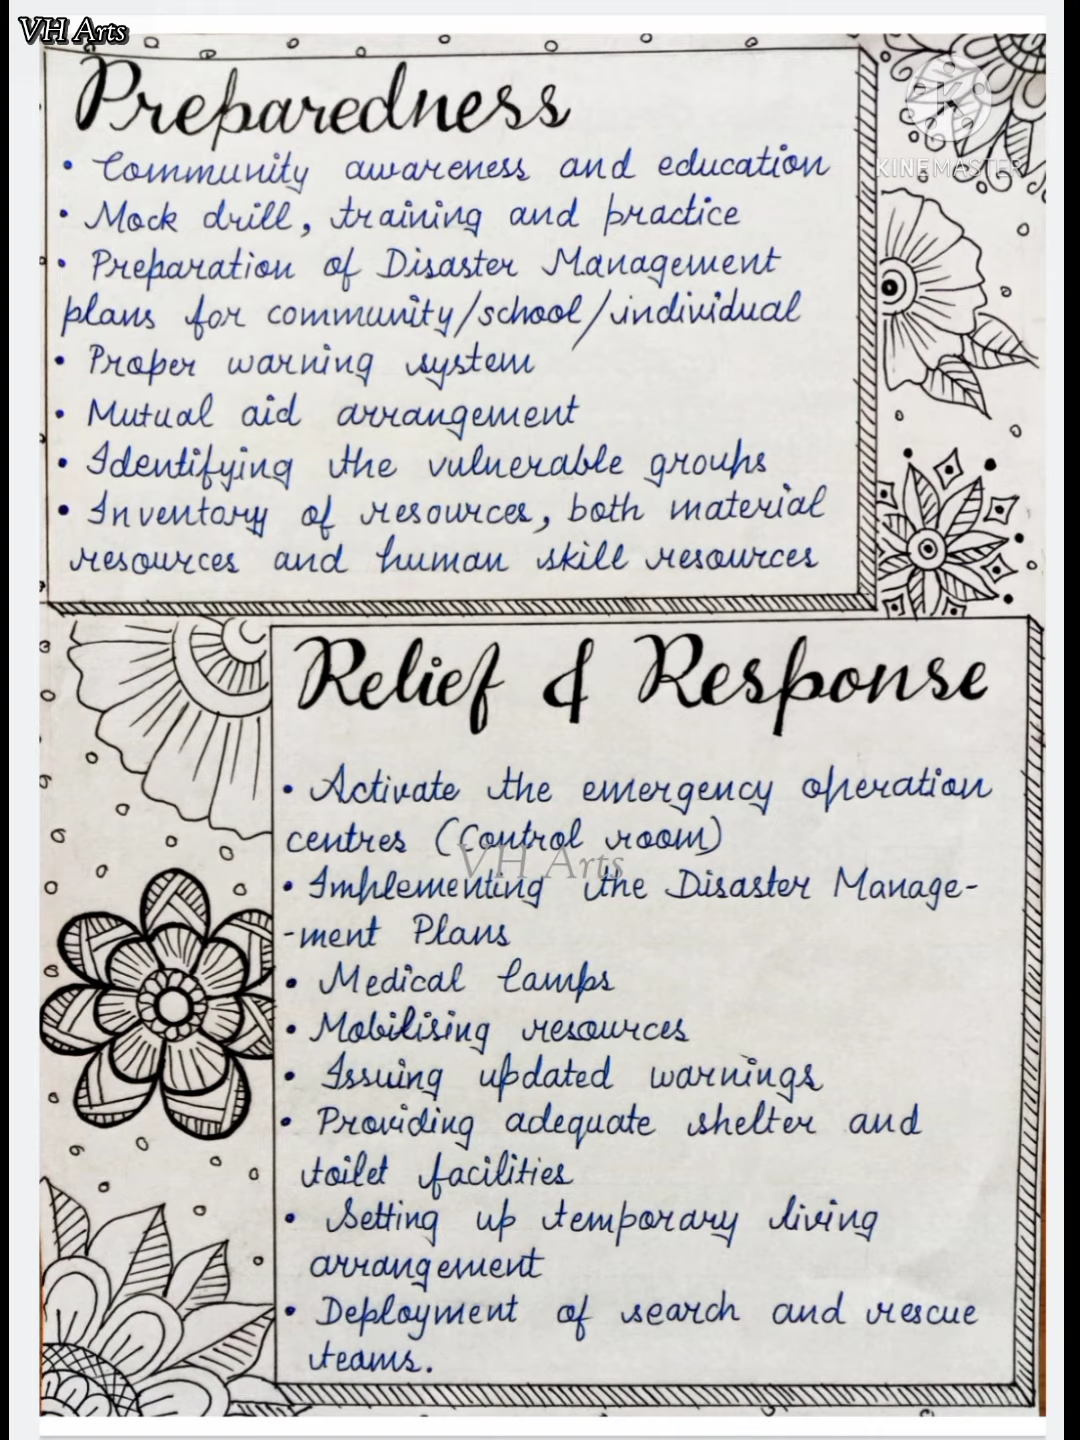 VH Arts
Preparedness
KINEMASTER
• Community awareness and education
• Mock drill, training and practice
• Preparation of Disaster Management
plans for community/school/individual
• Proper warning system
• Mutual aid arrangement
• Identifying the vulnerable groups
• Inventory of resources, both material
resources and human skill resources
Relief & Response
• Activate the emergency operation
centres (Control room)
VH Arts
• Implementing the Disaster Manage-
-ment Plans
• Medical Camps
• Mobilising resources
• Issuing updated warnings
• Providing adequate shelter and
toilet facilities
• Setting up temporary living
arrangement
• Deployment of search and rescue
teams.